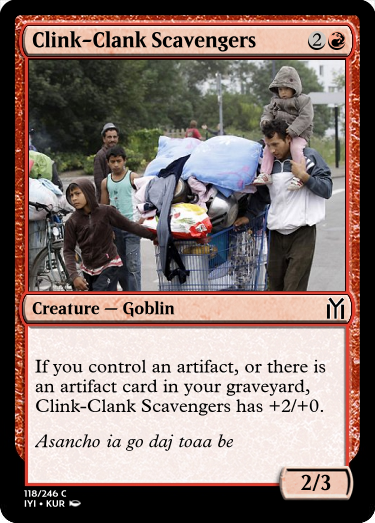 Clink-Clank Scavengers 2
Creature — Goblin
If you control an artifact, or there is
an artifact card in your graveyard,
Clink-Clank Scavengers has +2/+0.
Asancho ia go daj toaa be
2/3
118/246 C
IYI • KUR